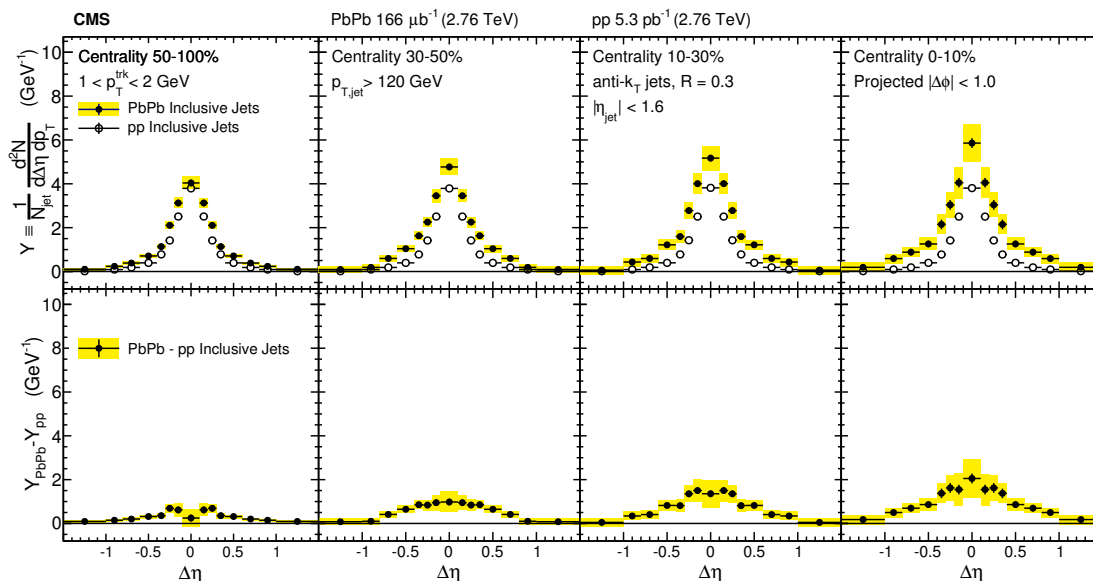 CMS
PbPb 166 μb⁻¹ (2.76 TeV)
pp 5.3 pb⁻¹ (2.76 TeV)
Y ≡ 1/N_jet d²N/dΔη dp_T (GeV⁻¹)
10
8
6
4
2
0
Centrality 50-100%
1 < p_T^trk < 2 GeV
PbPb Inclusive Jets
pp Inclusive Jets
Centrality 30-50%
p_T,jet > 120 GeV
Centrality 10-30%
anti-k_T jets, R = 0.3
|η_jet| < 1.6
Centrality 0-10%
Projected |Δφ| < 1.0
Y_PbPb - Y_pp (GeV⁻¹)
10
8
6
4
2
0
PbPb - pp Inclusive Jets
-1 -0.5 0 0.5 1
-1 -0.5 0 0.5 1
-1 -0.5 0 0.5 1
-1 -0.5 0 0.5 1
Δη
Δη
Δη
Δη